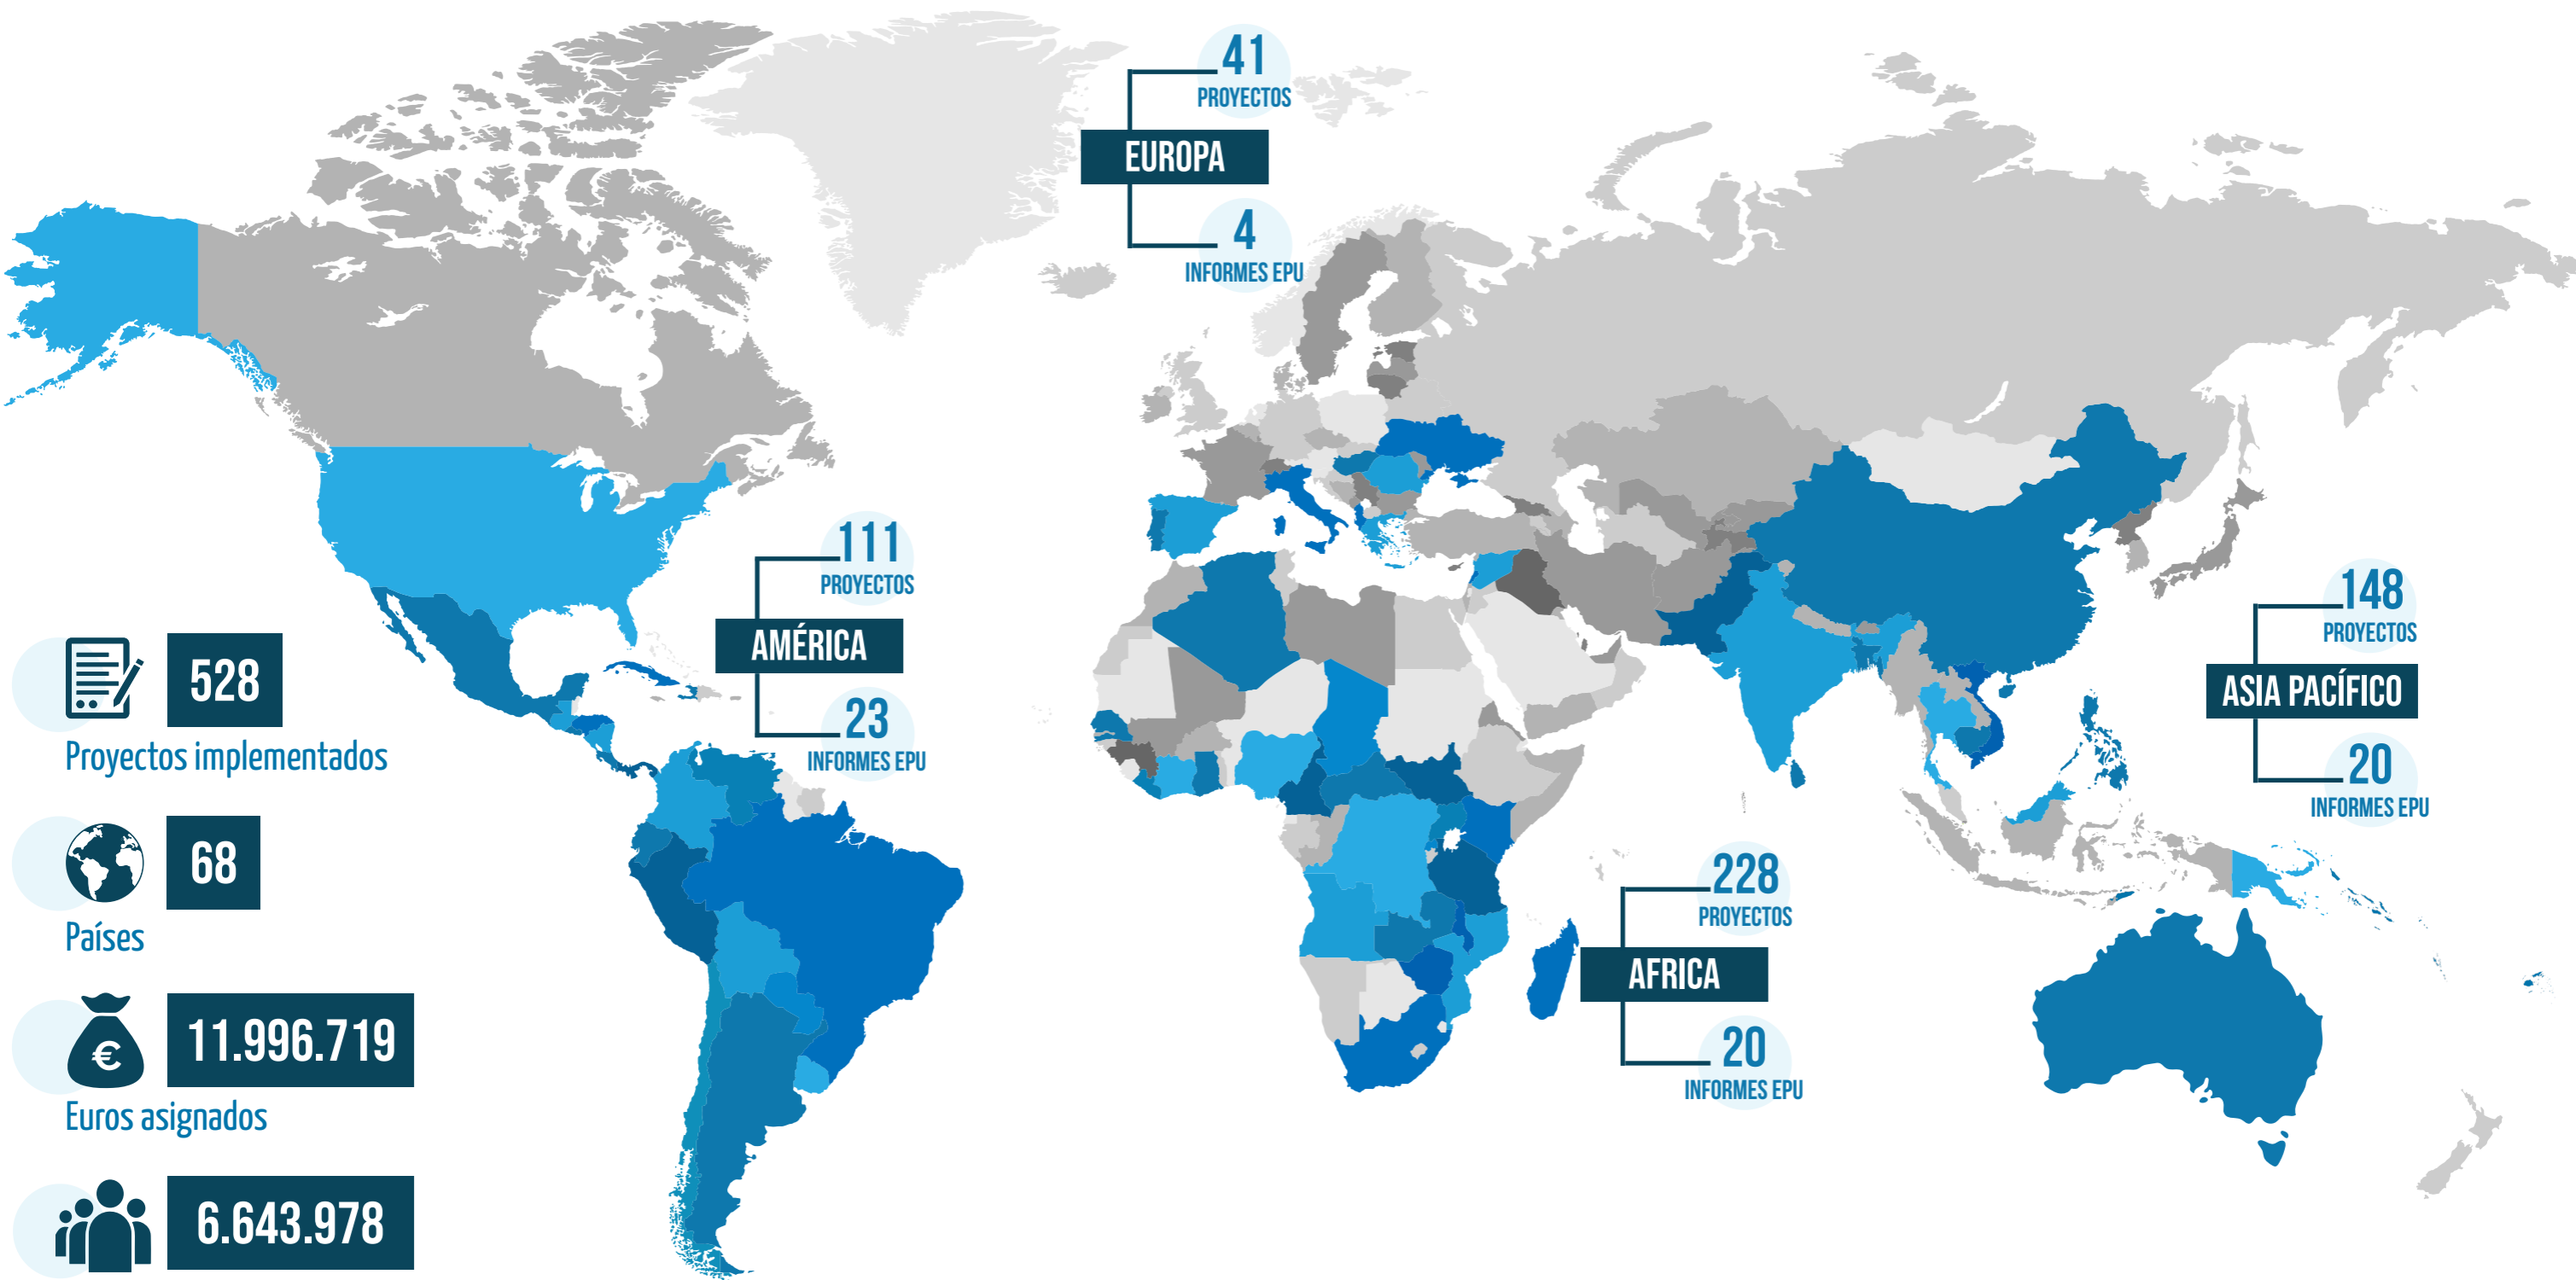 41
PROYECTOS
EUROPA
4
INFORMES EPU
111
PROYECTOS
AMÉRICA
23
INFORMES EPU
148
PROYECTOS
ASIA PACÍFICO
20
INFORMES EPU
228
PROYECTOS
AFRICA
20
INFORMES EPU
528
Proyectos implementados
68
Países
€
11.996.719
Euros asignados
6.643.978